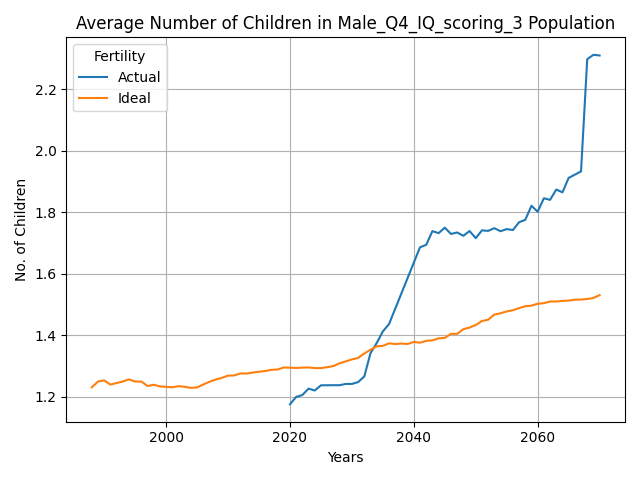 Average Number of Children in Male_Q4_IQ_scoring_3 Population
Fertility
Actual
Ideal
No. of Children
2.2
2.0
1.8
1.6
1.4
1.2
2000
2020
2040
2060
Years